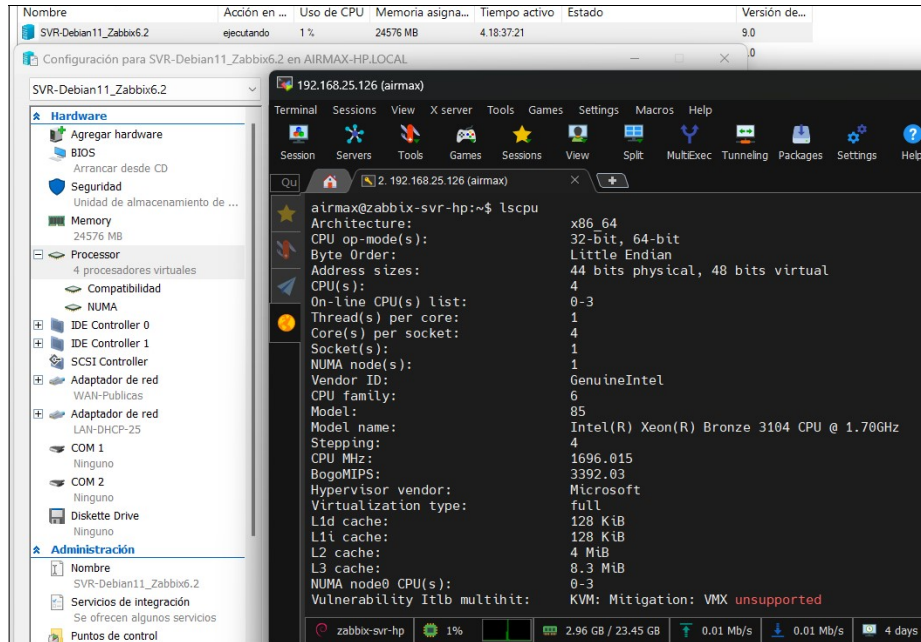 Nombre Acción en ... Uso de CPU Memoria asigna... Tiempo activo Estado Versión de...
SVR-Debian11_Zabbix6.2 ejecutando 1 % 24576 MB 4.18:37:21 9.0
.0
Configuración para SVR-Debian11_Zabbix6.2 en AIRMAX-HP.LOCAL
SVR-Debian11_Zabbix6.2
Hardware
Agregar hardware
BIOS
Arrancar desde CD
Seguridad
Unidad de almacenamiento de ...
Memory
24576 MB
Processor
4 procesadores virtuales
Compatibilidad
NUMA
IDE Controller 0
IDE Controller 1
SCSI Controller
Adaptador de red
WAN-Publicas
Adaptador de red
LAN-DHCP-25
COM 1
Ninguno
COM 2
Ninguno
Diskette Drive
Ninguno
Administración
Nombre
SVR-Debian11_Zabbix6.2
Servicios de integración
Se ofrecen algunos servicios
Puntos de control
192.168.25.126 (airmax)
Terminal Sessions View X server Tools Games Settings Macros Help
Session Servers Tools Games Sessions View Split MultiExec Tunneling Packages Settings Help
Qu 2. 192.168.25.126 (airmax)
airmax@zabbix-svr-hp:~$ lscpu
Architecture: x86_64
CPU op-mode(s): 32-bit, 64-bit
Byte Order: Little Endian
Address sizes: 44 bits physical, 48 bits virtual
CPU(s): 4
On-line CPU(s) list: 0-3
Thread(s) per core: 1
Core(s) per socket: 4
Socket(s): 1
NUMA node(s): 1
Vendor ID: GenuineIntel
CPU family: 6
Model: 85
Model name: Intel(R) Xeon(R) Bronze 3104 CPU @ 1.70GHz
Stepping: 4
CPU MHz: 1696.015
BogoMIPS: 3392.03
Hypervisor vendor: Microsoft
Virtualization type: full
L1d cache: 128 KiB
L1i cache: 128 KiB
L2 cache: 4 MiB
L3 cache: 8.3 MiB
NUMA node0 CPU(s): 0-3
Vulnerability Itlb multihit: KVM: Mitigation: VMX unsupported
zabbix-svr-hp 1% 2.96 GB / 23.45 GB 0.01 Mb/s 0.01 Mb/s 4 days